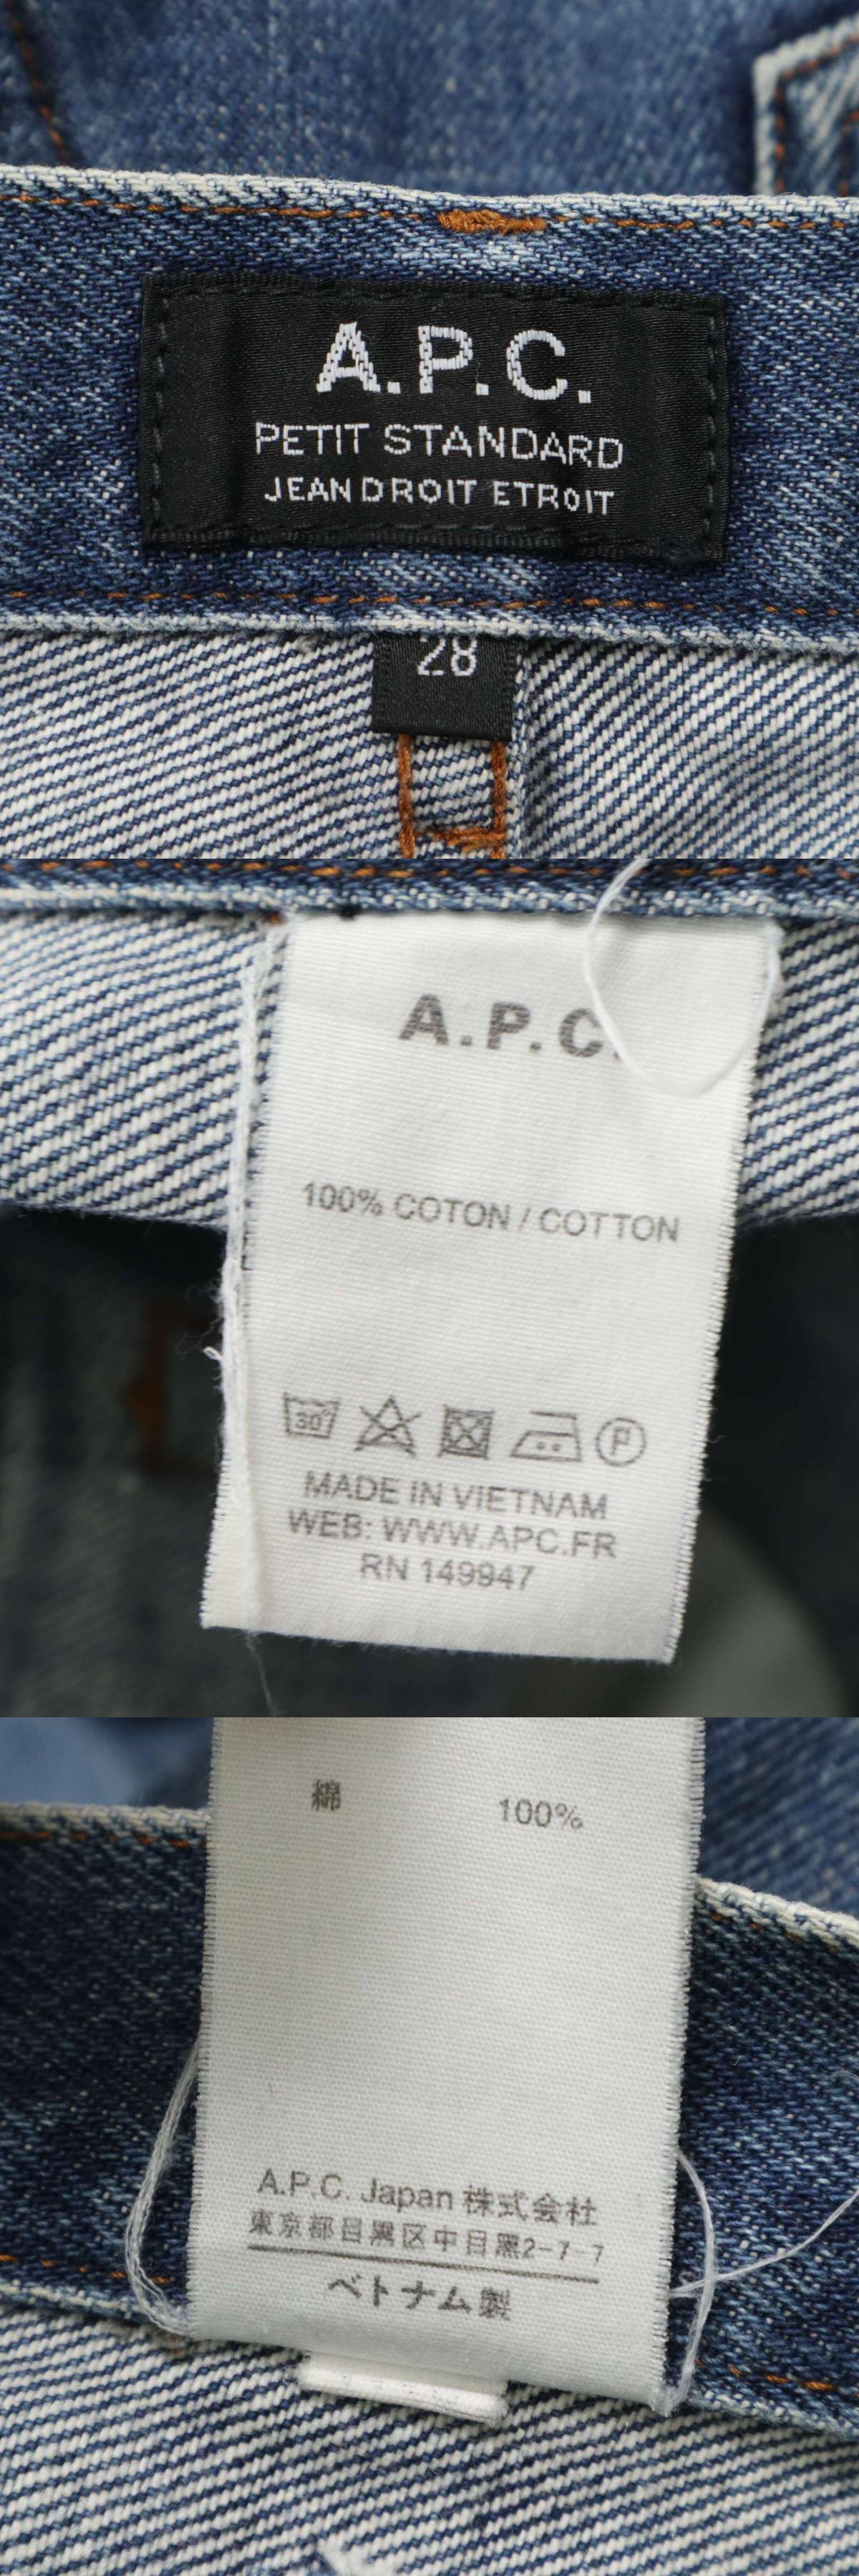 A.P.C.
PETIT STANDARD
JEAN DROIT ETROIT
28
A.P.C.
100% COTON / COTTON
30°
P
MADE IN VIETNAM
WEB: WWW.APC.FR
RN 149947
綿 100%
A.P.C. Japan 株式会社
東京都目黒区中目黒2-7-7
ベトナム製